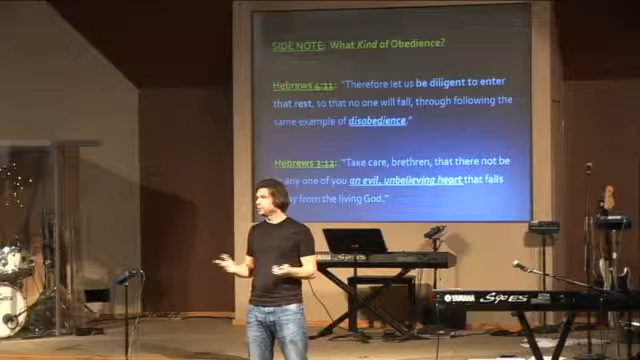 SIDE NOTE: What Kind of Obedience?
Hebrews 4:11: "Therefore let us be diligent to enter
that rest, so that no one will fall, through following the
same example of disobedience."
Hebrews 3:12: "Take care, brethren, that there not be
any one of you an evil, unbelieving heart that falls
from the living God."
YAMAHA S90 ES